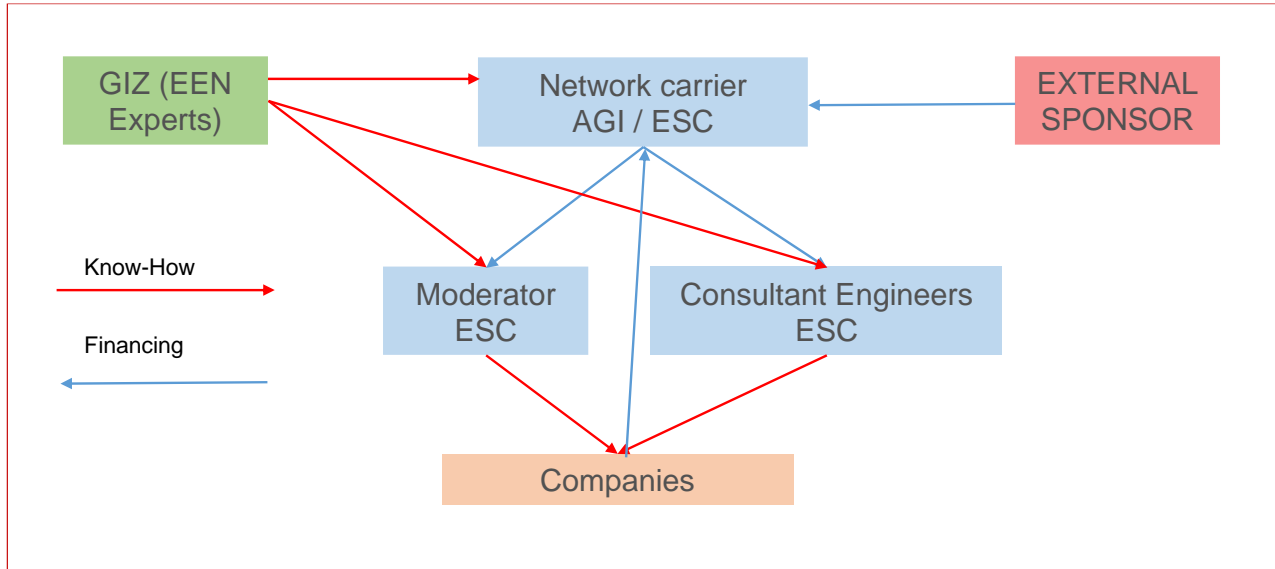 GIZ (EEN
Experts)
Network carrier
AGI / ESC
EXTERNAL
SPONSOR
Know-How
Financing
Moderator
ESC
Consultant Engineers
ESC
Companies